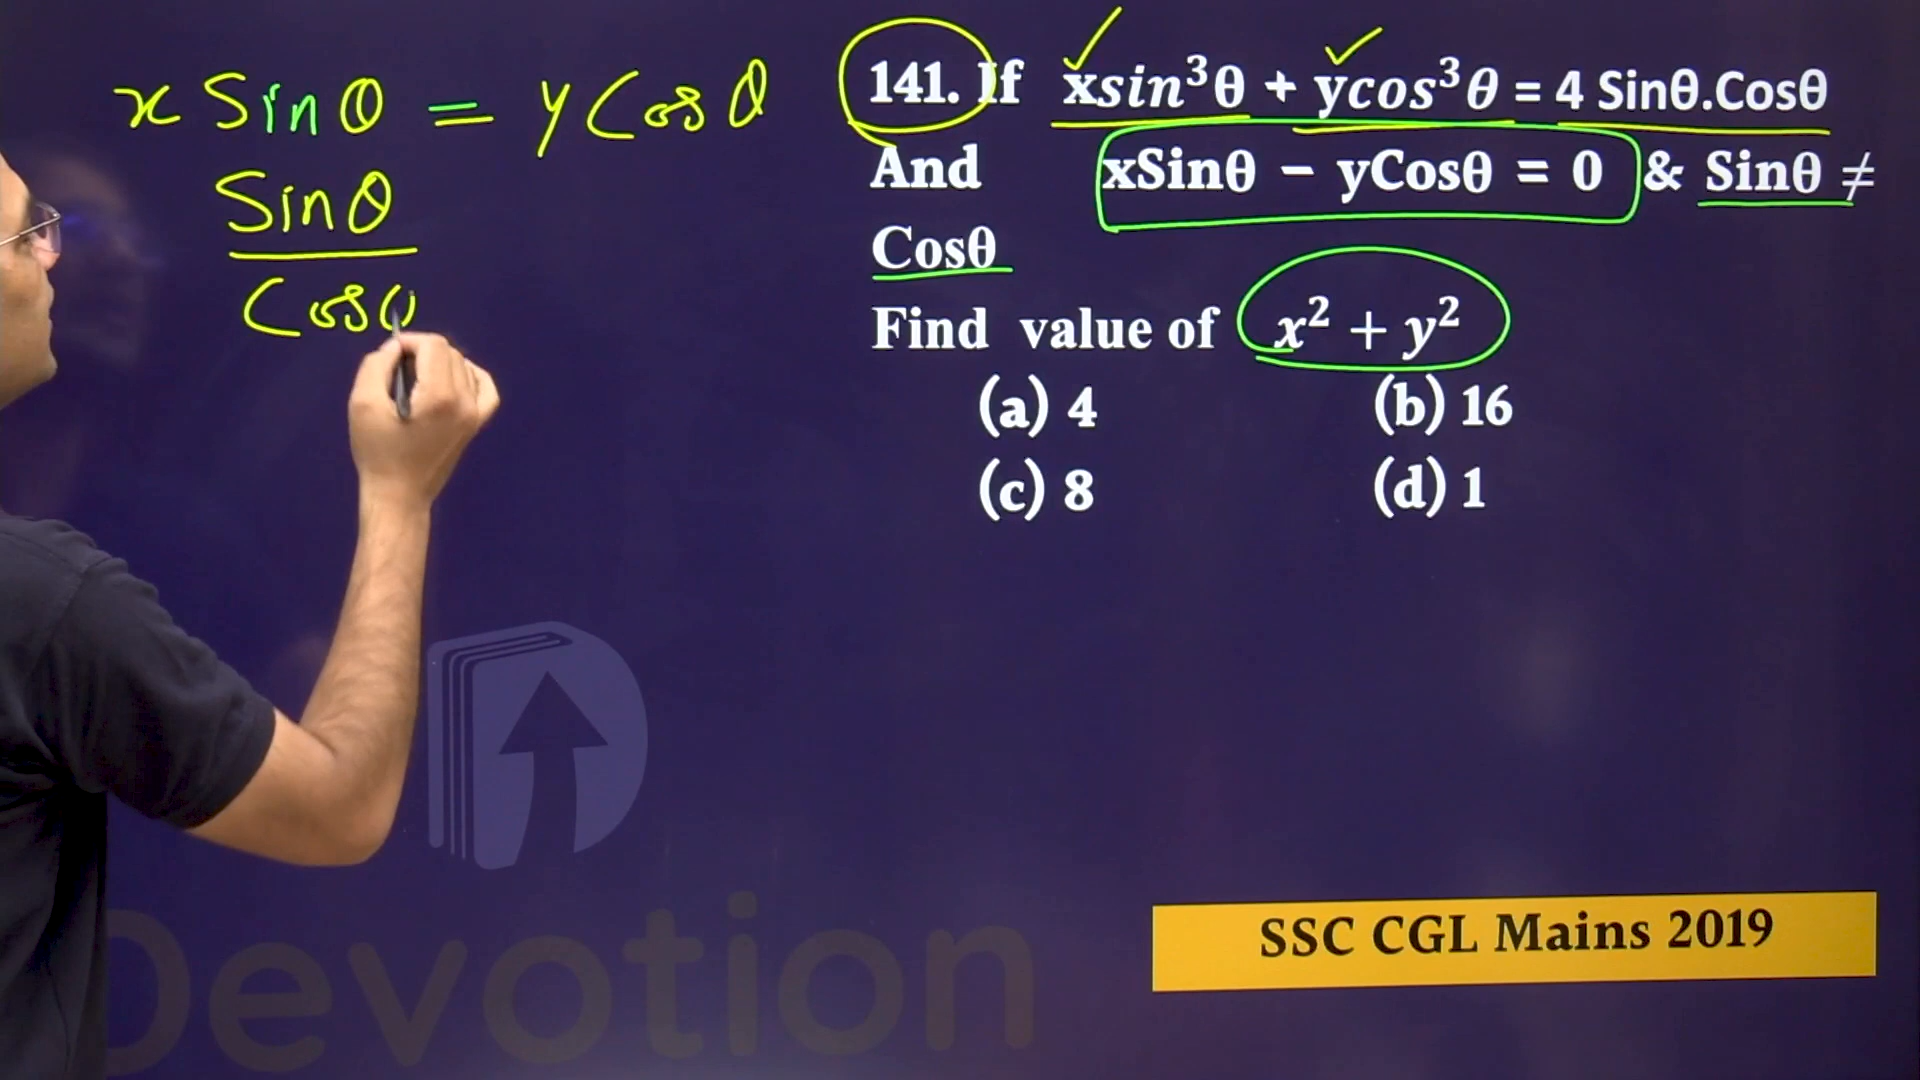 x Sinθ = y Cosθ
Sinθ
Cosθ
141. If xsin³θ + ycos³θ = 4 Sinθ.Cosθ
And xSinθ − yCosθ = 0 & Sinθ ≠
Cosθ
Find value of x² + y²
(a) 4 (b) 16
(c) 8 (d) 1
Devotion
SSC CGL Mains 2019